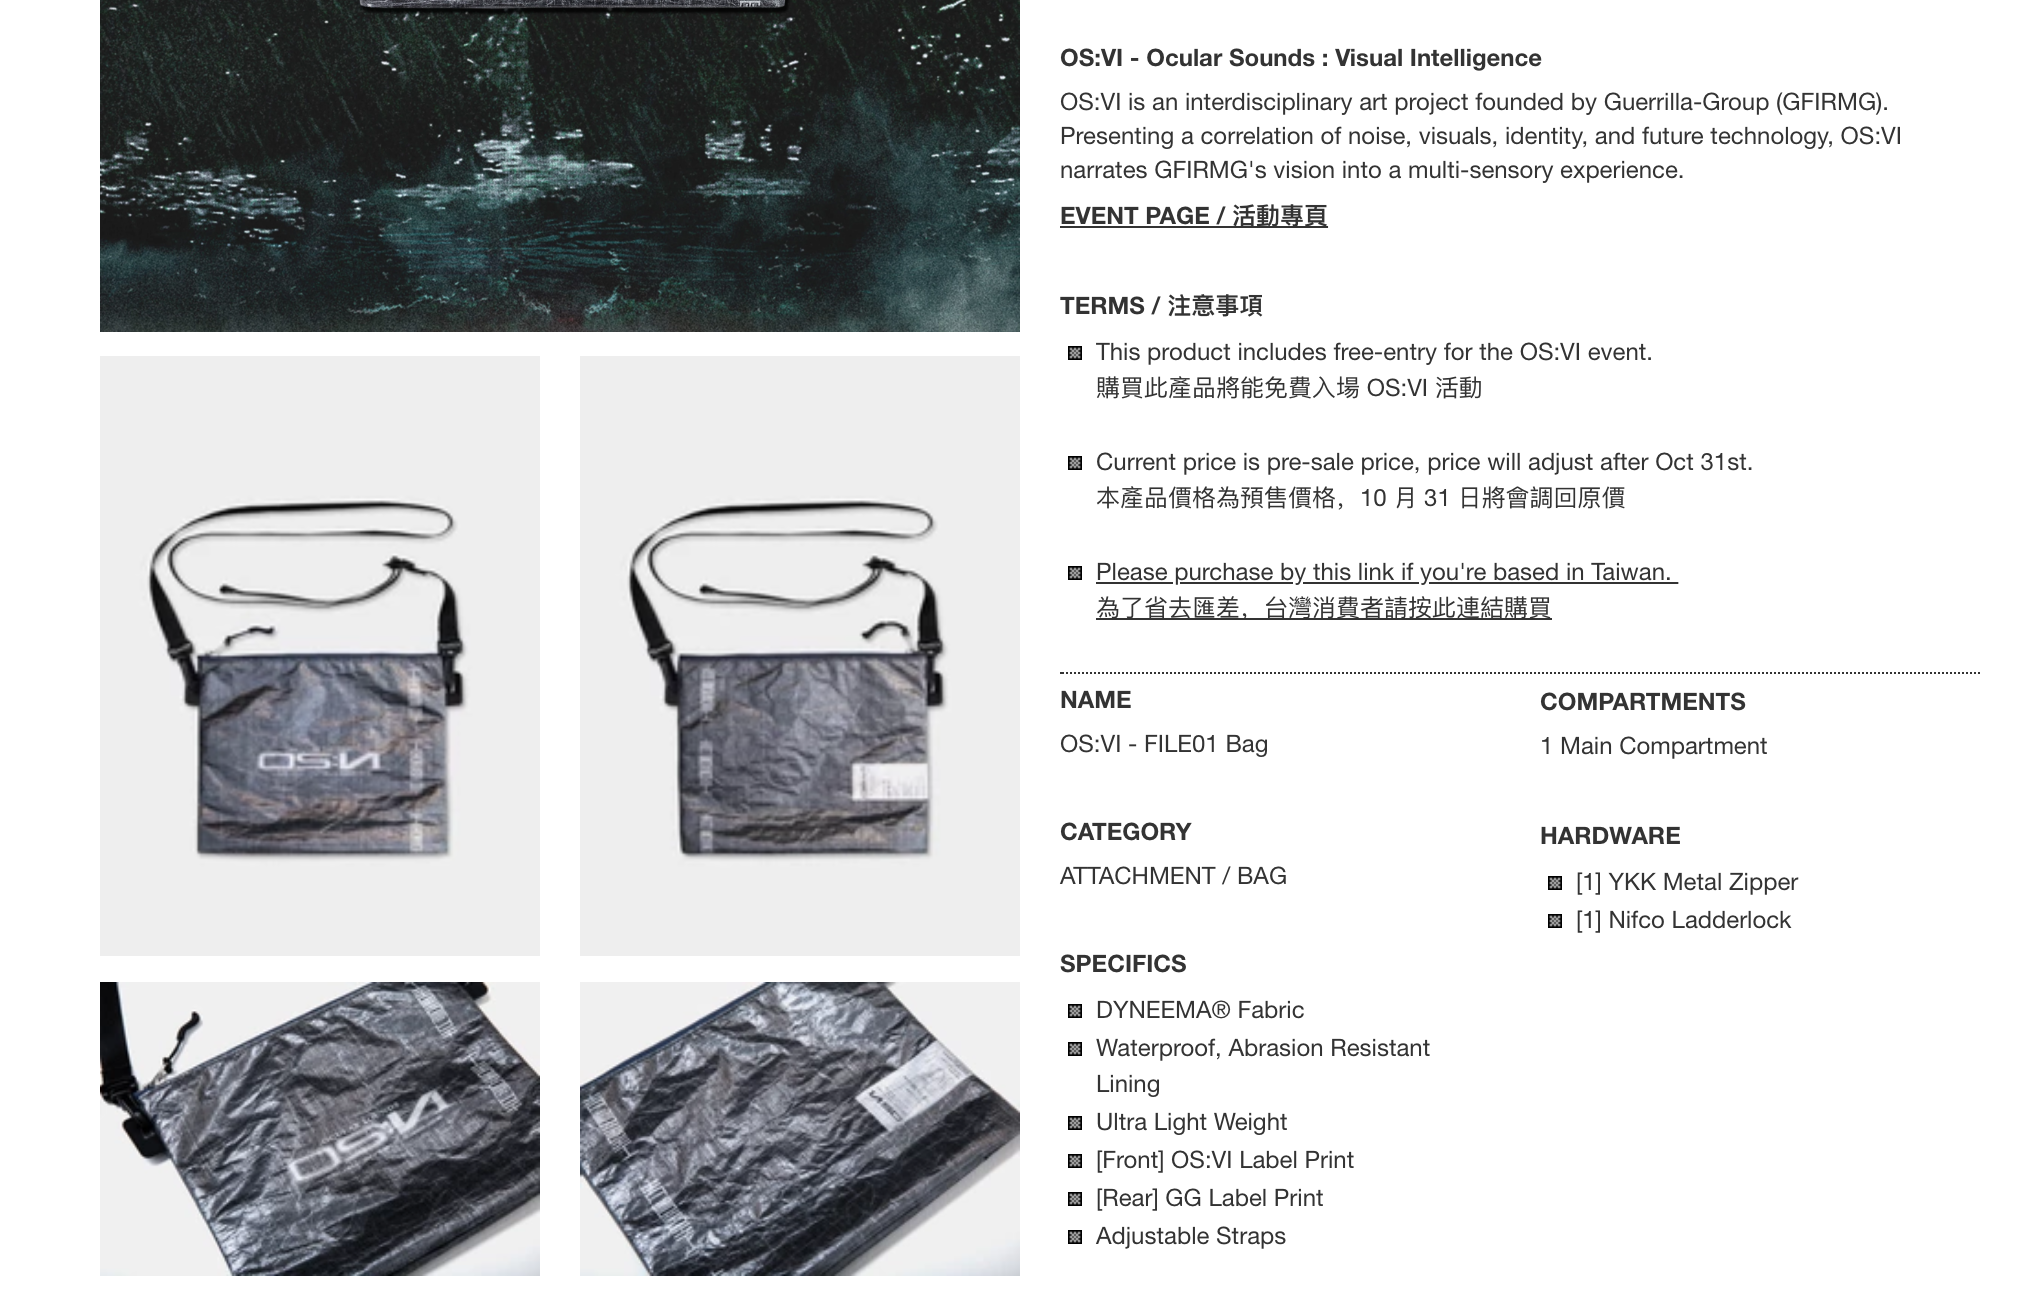 OS:VI - Ocular Sounds : Visual Intelligence
OS:VI is an interdisciplinary art project founded by Guerrilla-Group (GFIRMG).
Presenting a correlation of noise, visuals, identity, and future technology, OS:VI
narrates GFIRMG's vision into a multi-sensory experience.
EVENT PAGE / 活動專頁
TERMS / 注意事項
This product includes free-entry for the OS:VI event.
購買此產品將能免費入場 OS:VI 活動
Current price is pre-sale price, price will adjust after Oct 31st.
本產品價格為預售價格，10 月 31 日將會調回原價
Please purchase by this link if you're based in Taiwan.
為了省去匯差，台灣消費者請按此連結購買
NAME
OS:VI - FILE01 Bag
CATEGORY
ATTACHMENT / BAG
SPECIFICS
DYNEEMA® Fabric
Waterproof, Abrasion Resistant
Lining
Ultra Light Weight
[Front] OS:VI Label Print
[Rear] GG Label Print
Adjustable Straps
COMPARTMENTS
1 Main Compartment
HARDWARE
[1] YKK Metal Zipper
[1] Nifco Ladderlock
OS:VI
OS:VI